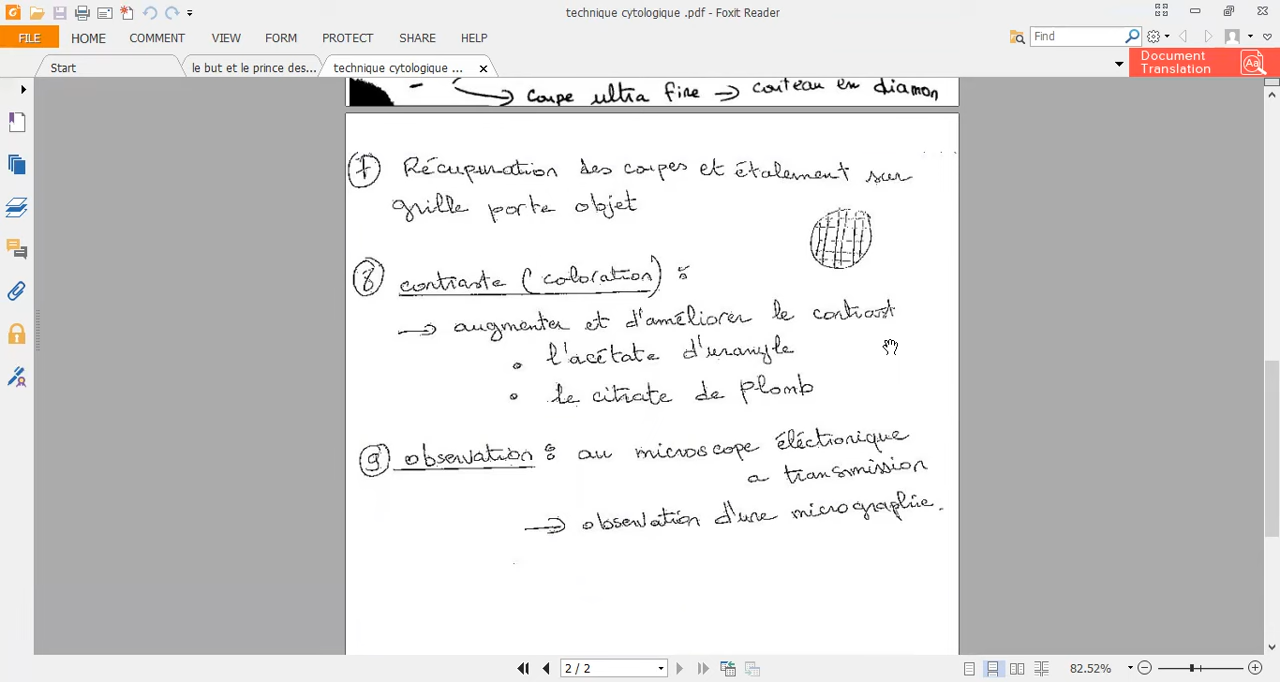 technique cytologique .pdf - Foxit Reader
FILE HOME COMMENT VIEW FORM PROTECT SHARE HELP
Find
Document
Translation
Start le but et le prince des... technique cytologique ...
→ coupe ultra fine → couteau en diamon
7 Récupuration des coupes et étalement sur
grille porte objet
8 contraste (coloration) :
→ augmenter et d'améliorer le contrast
• l'acétate d'urangle
• le citrate de plomb
9 observation : au microscope éléctronique
a transmission
→ observation d'une micrographie.
2 / 2
82.52%